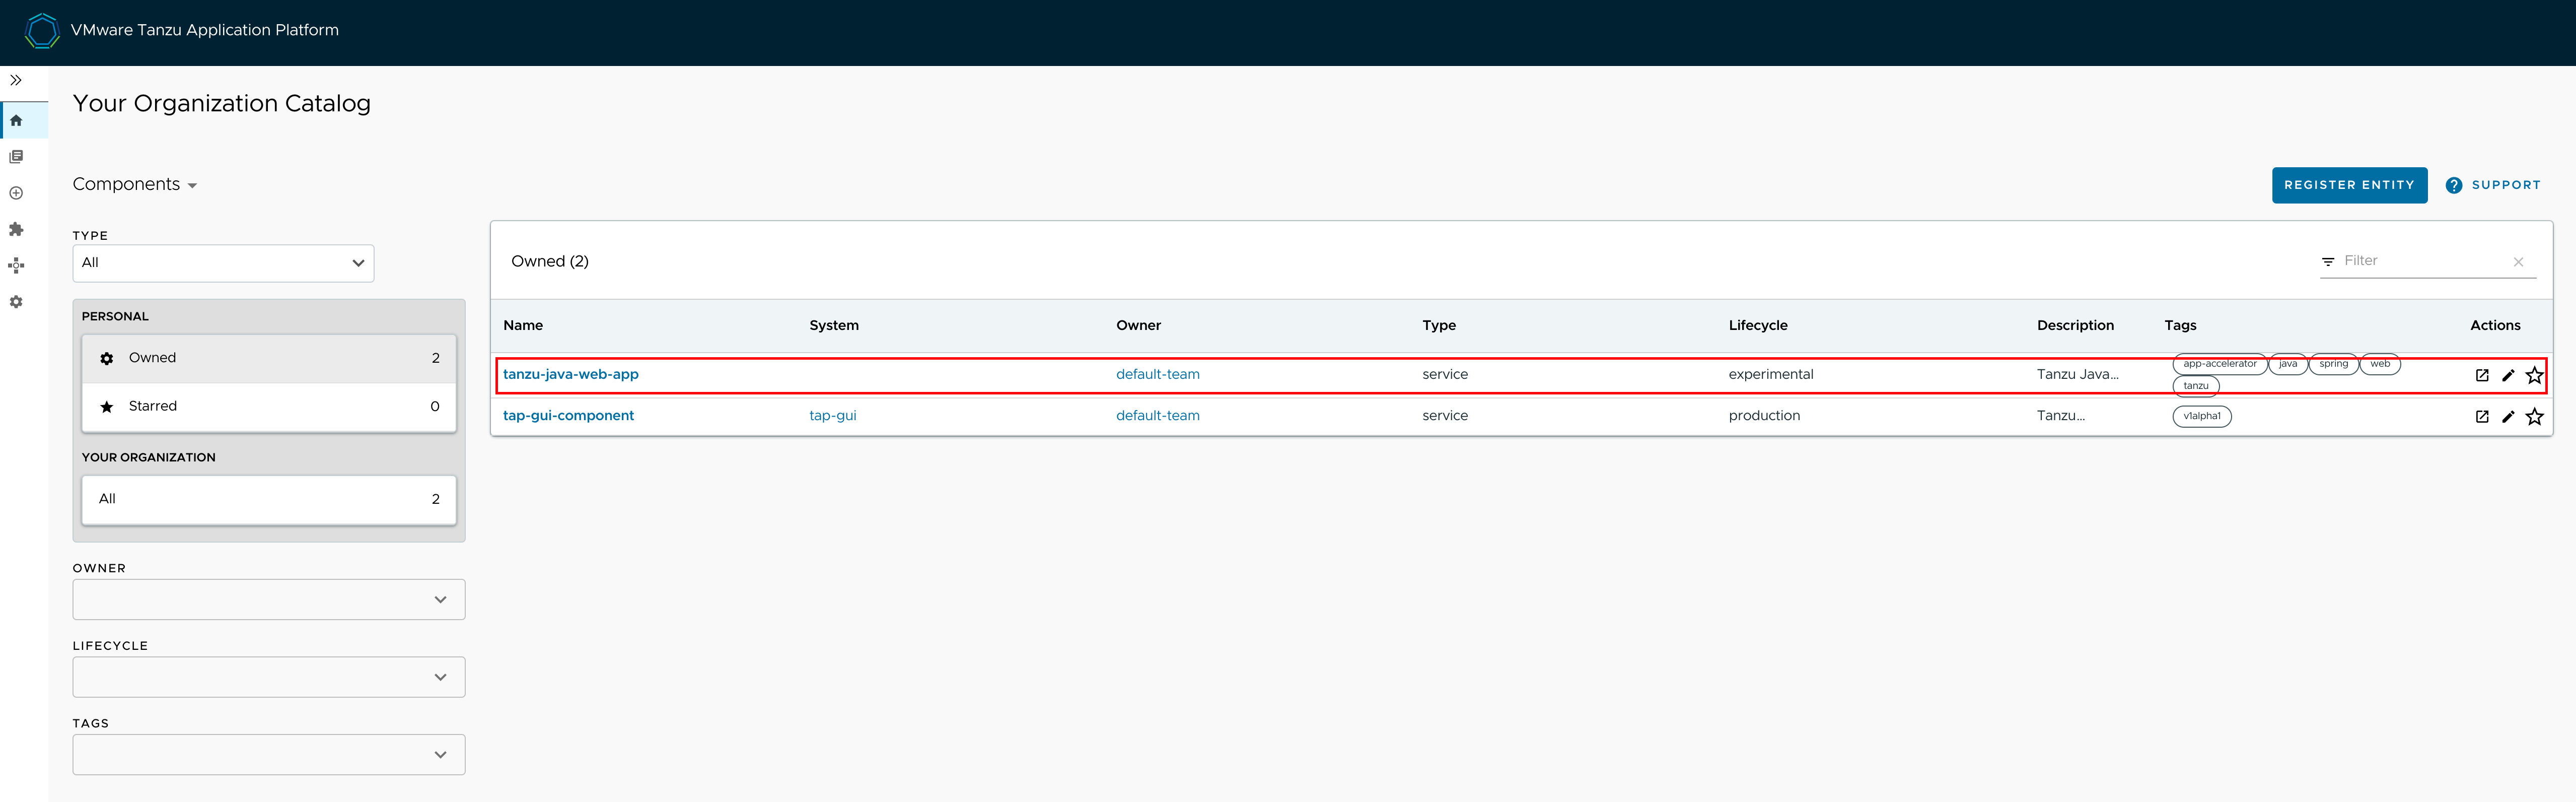 VMware Tanzu Application Platform
Your Organization Catalog
Components
REGISTER ENTITY
? SUPPORT
TYPE
All
PERSONAL
Owned 2
Starred 0
YOUR ORGANIZATION
All 2
OWNER
LIFECYCLE
TAGS
Owned (2)
Filter
Name System Owner Type Lifecycle Description Tags Actions
tanzu-java-web-app default-team service experimental Tanzu Java... app-accelerator java spring web
tanzu
tap-gui-component tap-gui default-team service production Tanzu... v1alpha1